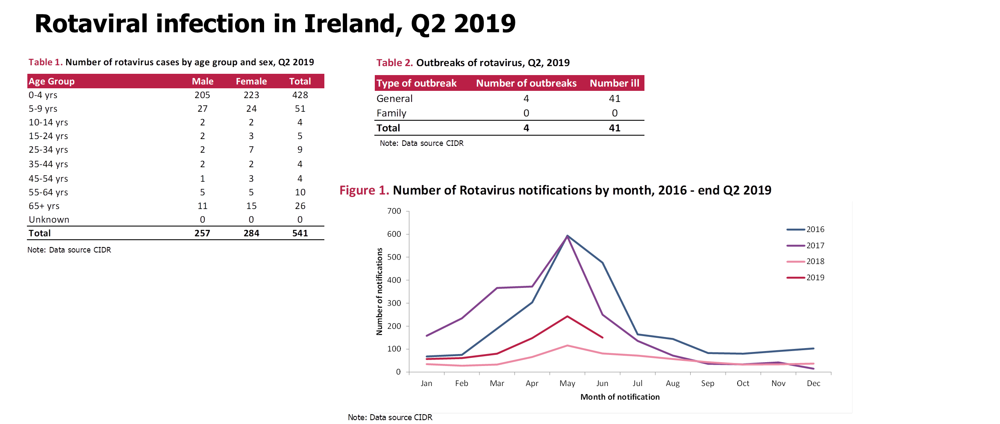 Rotaviral infection in Ireland, Q2 2019
Table 1. Number of rotavirus cases by age group and sex, Q2 2019
Age Group Male Female Total
0-4 yrs 205 223 428
5-9 yrs 27 24 51
10-14 yrs 2 2 4
15-24 yrs 2 3 5
25-34 yrs 2 7 9
35-44 yrs 2 2 4
45-54 yrs 1 3 4
55-64 yrs 5 5 10
65+ yrs 11 15 26
Unknown 0 0 0
Total 257 284 541
Note: Data source CIDR
Table 2. Outbreaks of rotavirus, Q2, 2019
Type of outbreak Number of outbreaks Number ill
General 4 41
Family 0 0
Total 4 41
Note: Data source CIDR
Figure 1. Number of Rotavirus notifications by month, 2016 - end Q2 2019
Number of notifications
700
600
500
400
300
200
100
0
2016
2017
2018
2019
Jan Feb Mar Apr May Jun Jul Aug Sep Oct Nov Dec
Month of notification
Note: Data source CIDR